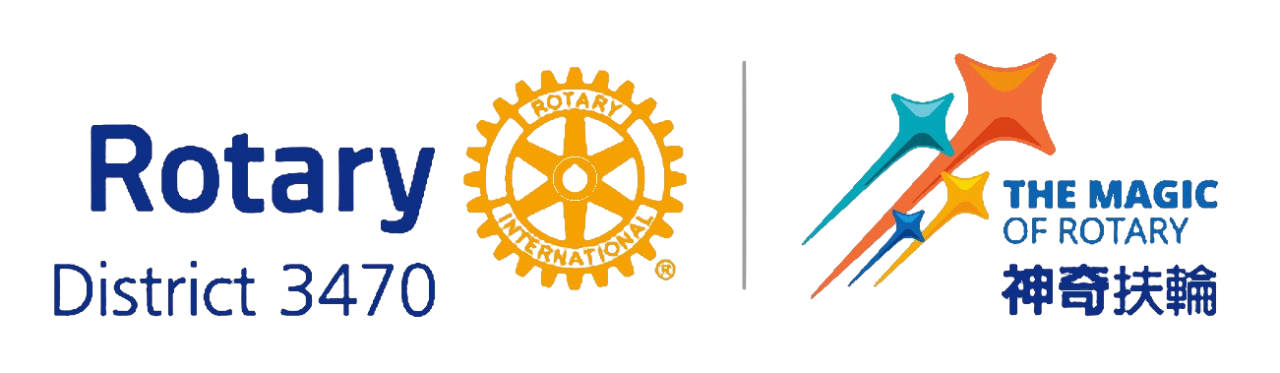 Rotary
District 3470
ROTARY
INTERNATIONAL
®
THE MAGIC
OF ROTARY
神奇扶輪